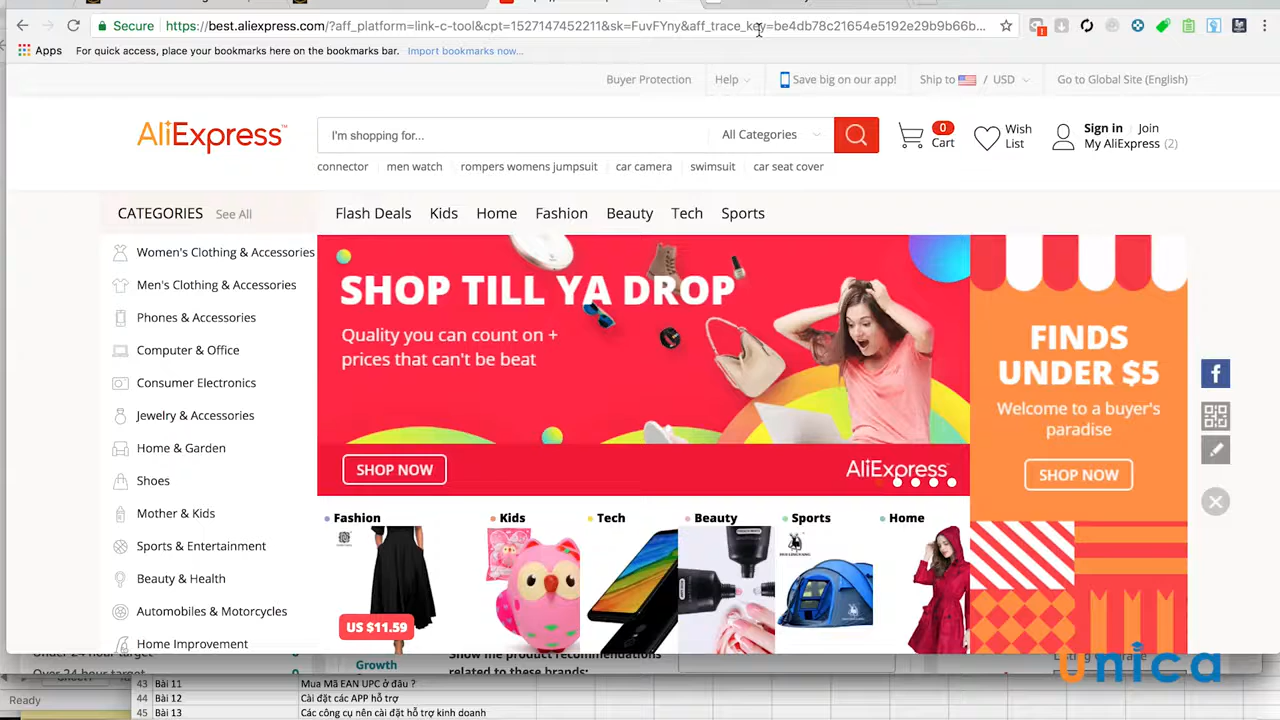 Secure https://best.aliexpress.com/?aff_platform=link-c-tool&cpt=1527147452211&sk=FuvFYny&aff_trace_key=be4db78c21654e5192e29b9b66b...
Apps For quick access, place your bookmarks here on the bookmarks bar. Import bookmarks now...
Buyer Protection Help Save big on our app! Ship to / USD Go to Global Site (English)
AliExpress™ I'm shopping for... All Categories 0 Cart Wish List Sign in Join My AliExpress (2)
connector men watch rompers womens jumpsuit car camera swimsuit car seat cover
CATEGORIES See All Flash Deals Kids Home Fashion Beauty Tech Sports
Women's Clothing & Accessories
Men's Clothing & Accessories
Phones & Accessories
Computer & Office
Consumer Electronics
Jewelry & Accessories
Home & Garden
Shoes
Mother & Kids
Sports & Entertainment
Beauty & Health
Automobiles & Motorcycles
Home Improvement
SHOP TILL YA DROP
Quality you can count on +
prices that can't be beat
SHOP NOW
AliExpress™
FINDS
UNDER $5
Welcome to a buyer's
paradise
SHOP NOW
Fashion Kids Tech Beauty Sports Home
US $11.59
Growth
related to these brands:
unica
Ready
43 Bài 11 Mua Mã EAN UPC ở đâu ?
44 Bài 12 Cài đặt các APP hỗ trợ
45 Bài 13 Các công cụ nên cài đặt hỗ trợ kinh doanh